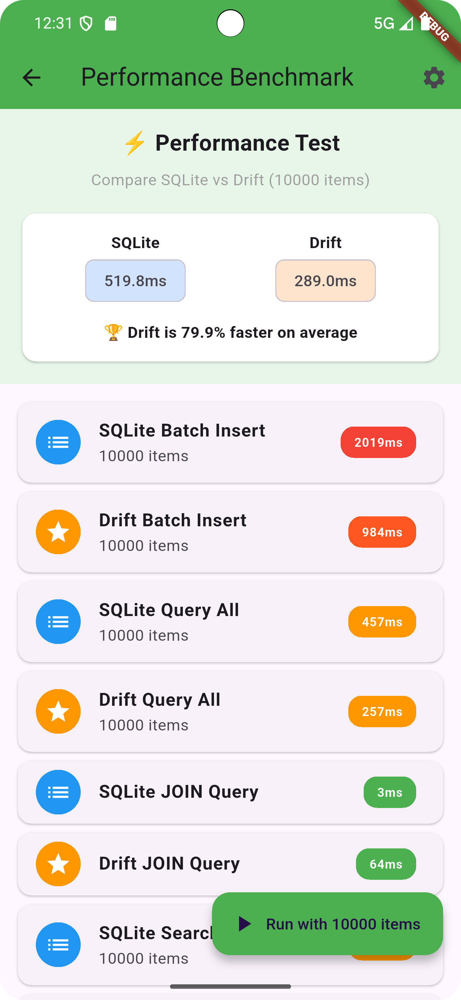 12:31
5G
DEBUG
Performance Benchmark
⚡ Performance Test
Compare SQLite vs Drift (10000 items)
SQLite
Drift
519.8ms
289.0ms
🏆 Drift is 79.9% faster on average
SQLite Batch Insert
10000 items
2019ms
Drift Batch Insert
10000 items
984ms
SQLite Query All
10000 items
457ms
Drift Query All
10000 items
257ms
SQLite JOIN Query
3ms
Drift JOIN Query
64ms
SQLite Search
10000 items
Run with 10000 items